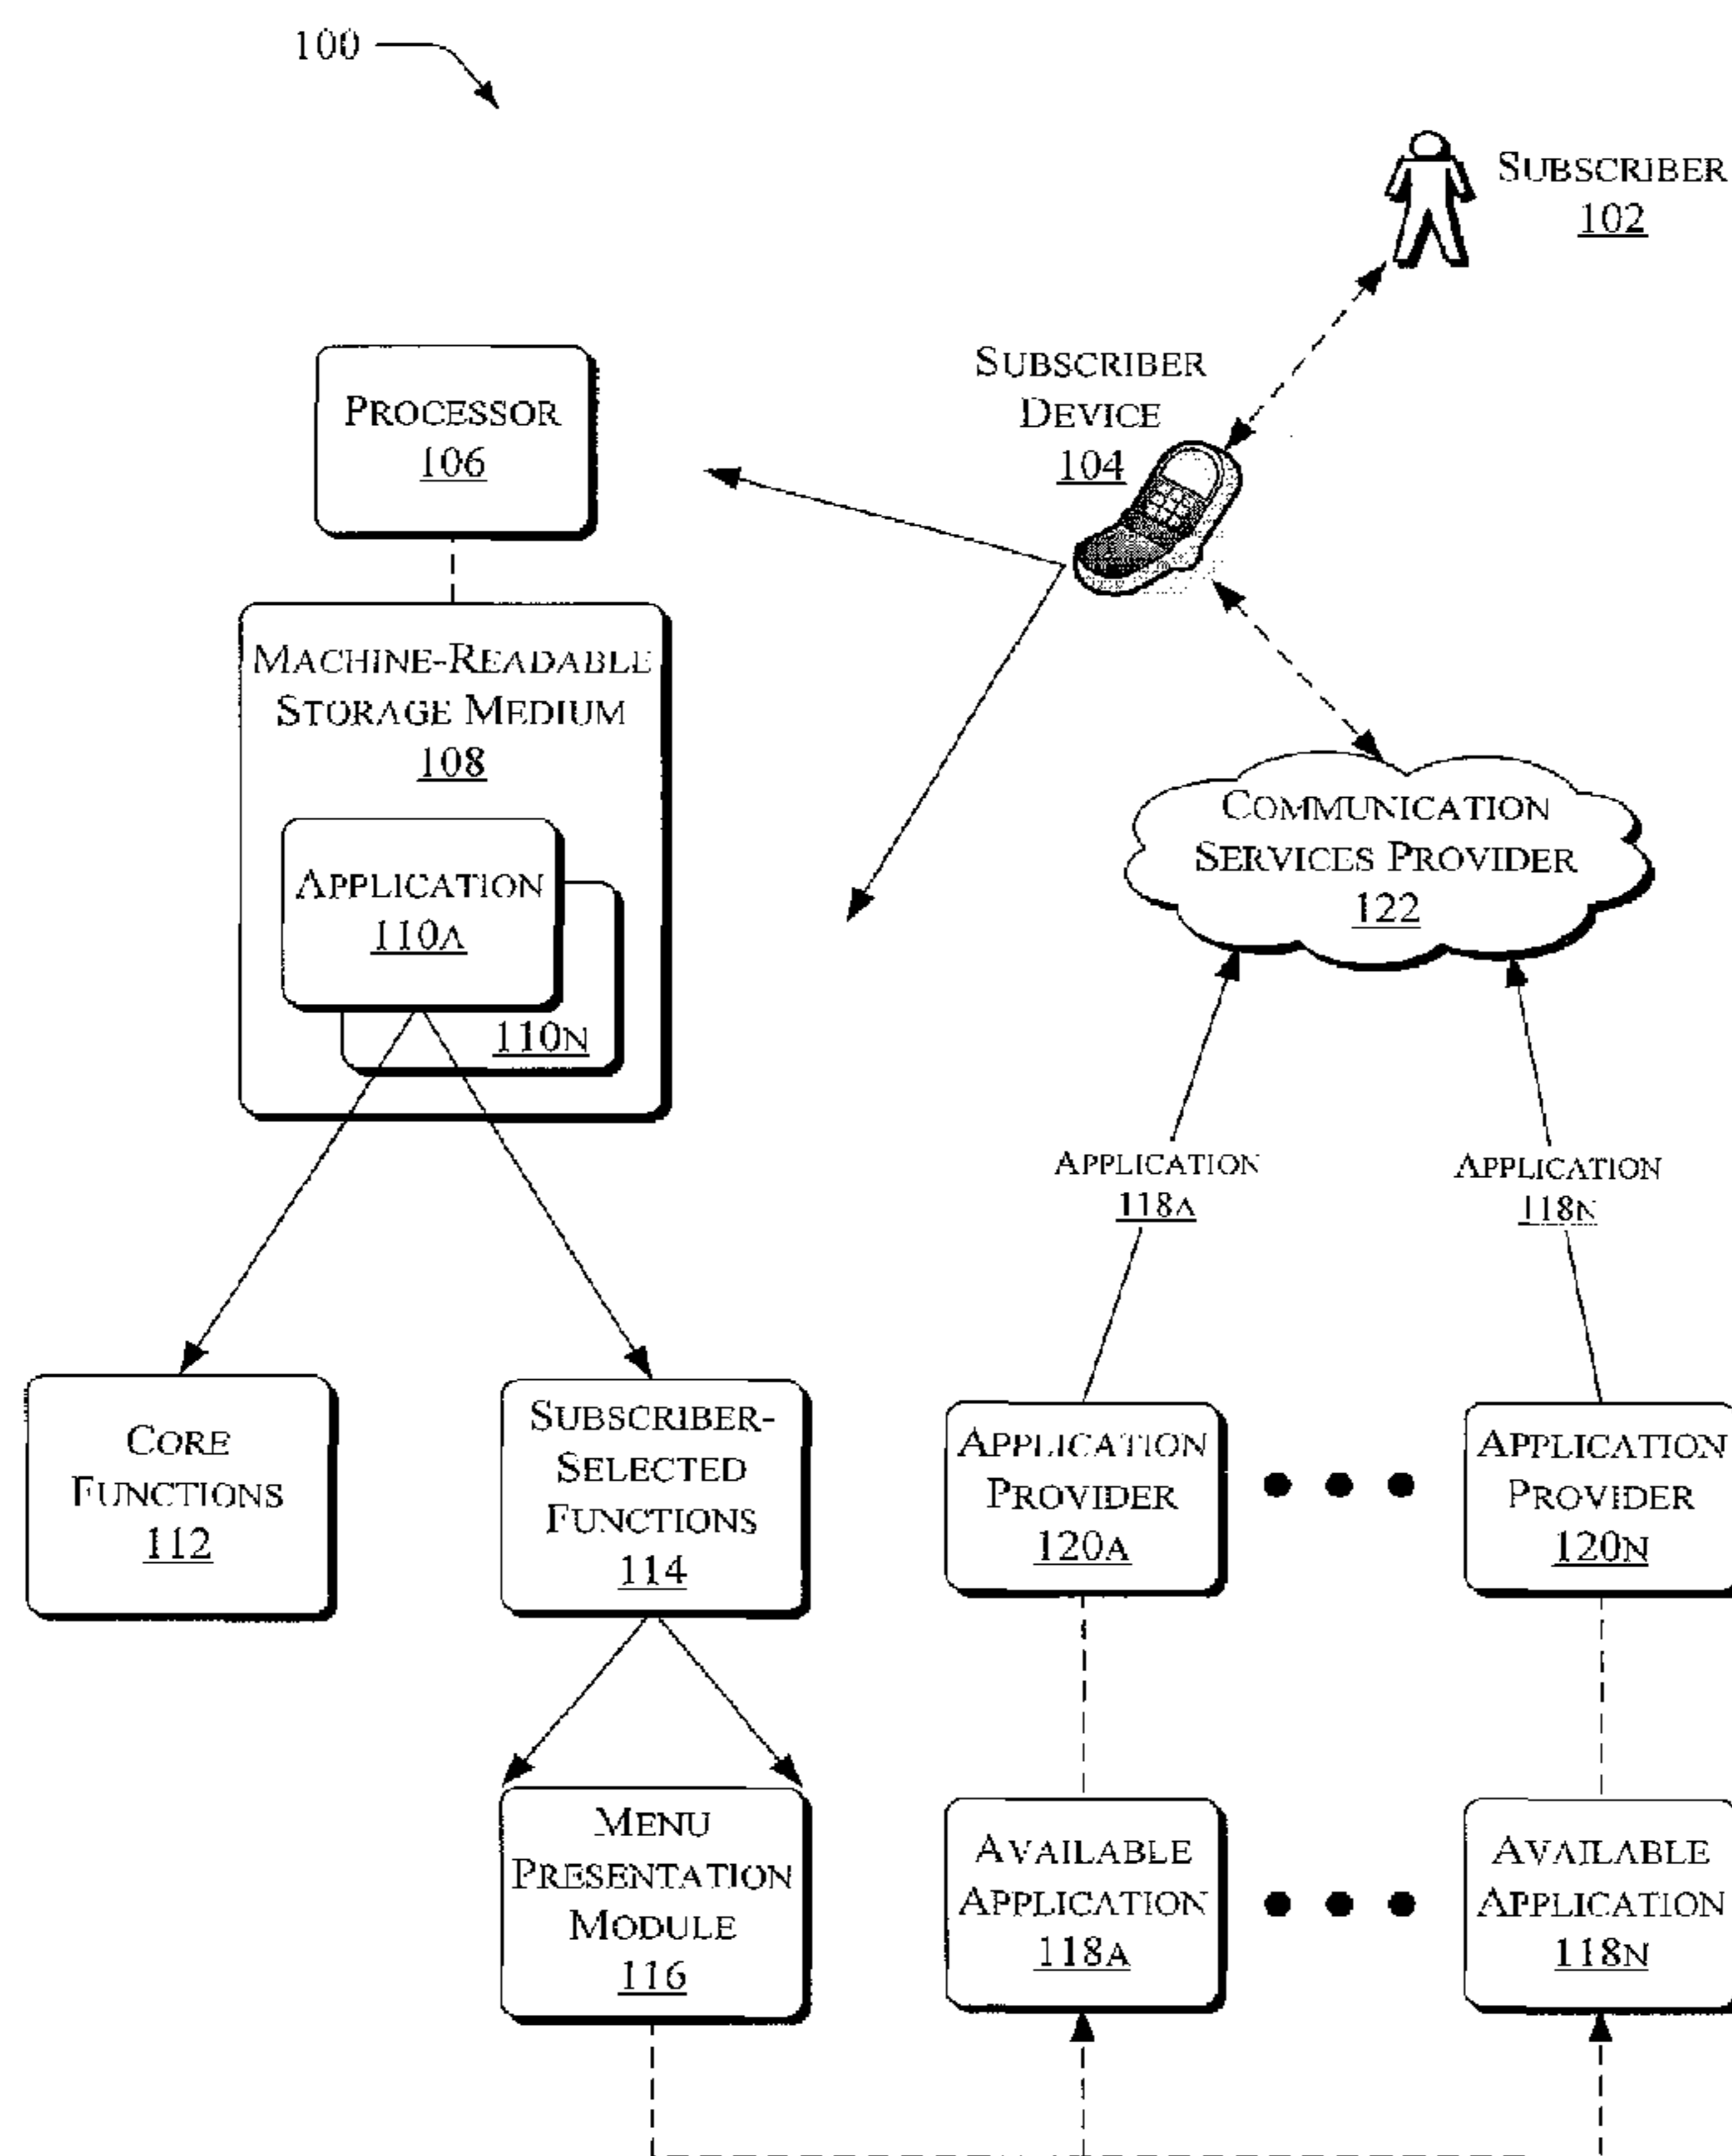 100
SUBSCRIBER
102
SUBSCRIBER
DEVICE
104
PROCESSOR
106
MACHINE-READABLE
STORAGE MEDIUM
108
APPLICATION
110A
110N
COMMUNICATION
SERVICES PROVIDER
122
APPLICATION
118A
APPLICATION
118N
CORE
FUNCTIONS
112
SUBSCRIBER-
SELECTED
FUNCTIONS
114
APPLICATION
PROVIDER
120A
APPLICATION
PROVIDER
120N
MENU
PRESENTATION
MODULE
116
AVAILABLE
APPLICATION
118A
AVAILABLE
APPLICATION
118N